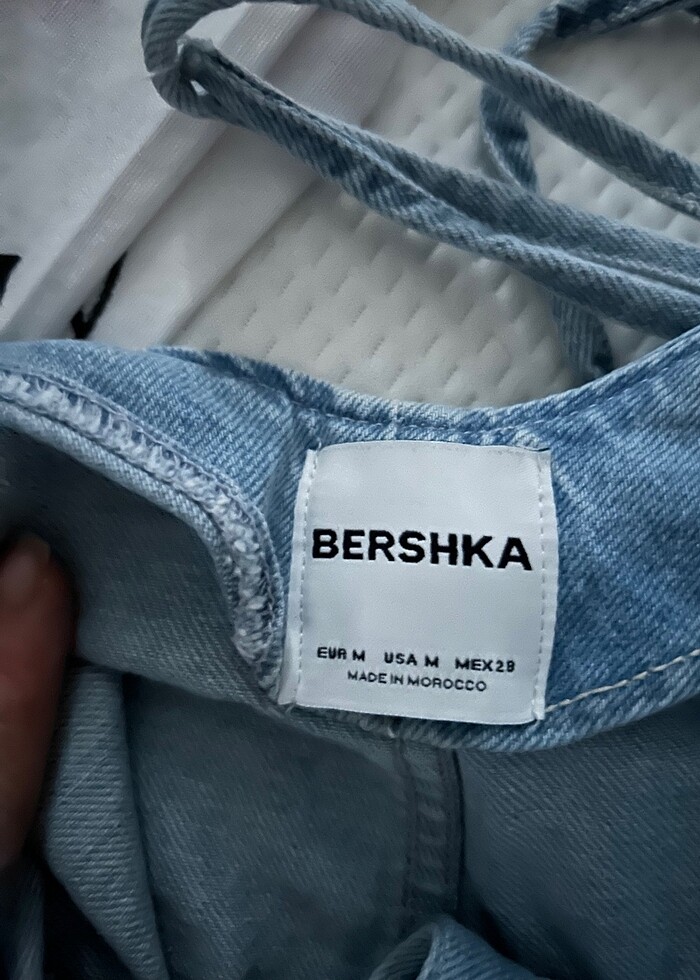 BERSHKA
EUR M USA M MEX 28
MADE IN MOROCCO